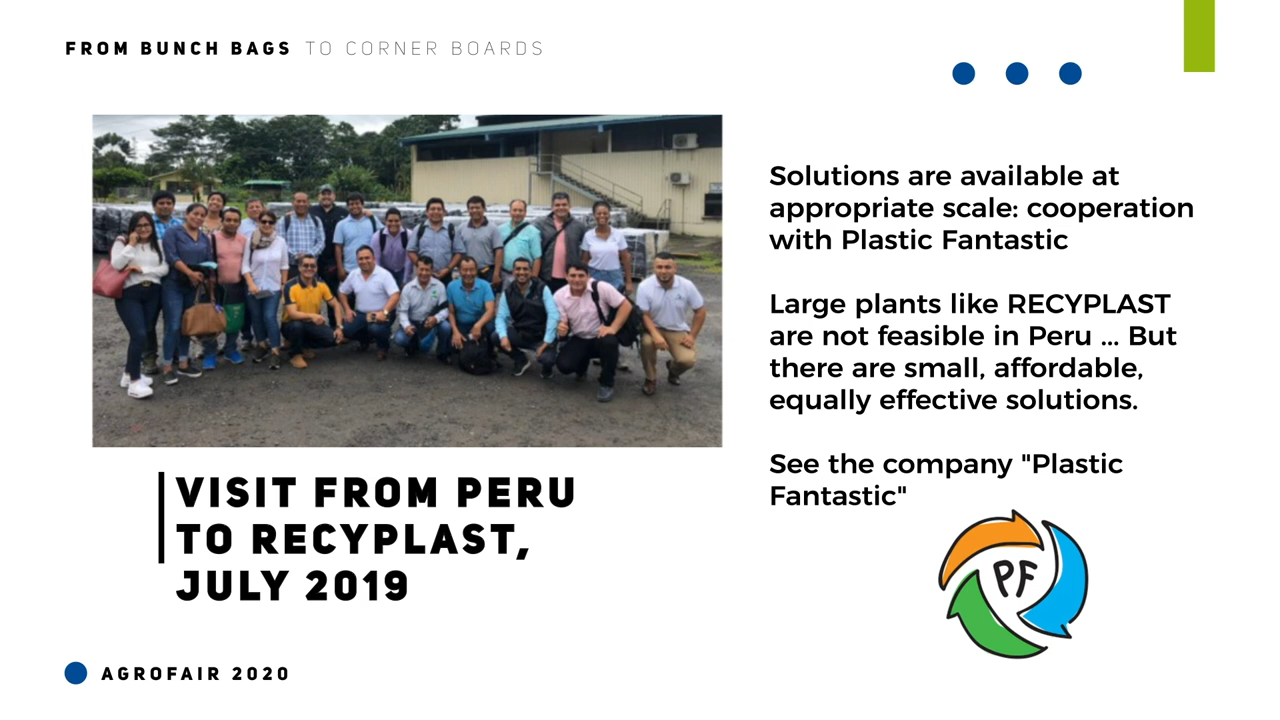 FROM BUNCH BAGS TO CORNER BOARDS
Solutions are available at
appropriate scale: cooperation
with Plastic Fantastic
Large plants like RECYPLAST
are not feasible in Peru ... But
there are small, affordable,
equally effective solutions.
See the company "Plastic
Fantastic"
PF
VISIT FROM PERU
TO RECYPLAST,
JULY 2019
AGROFAIR 2020